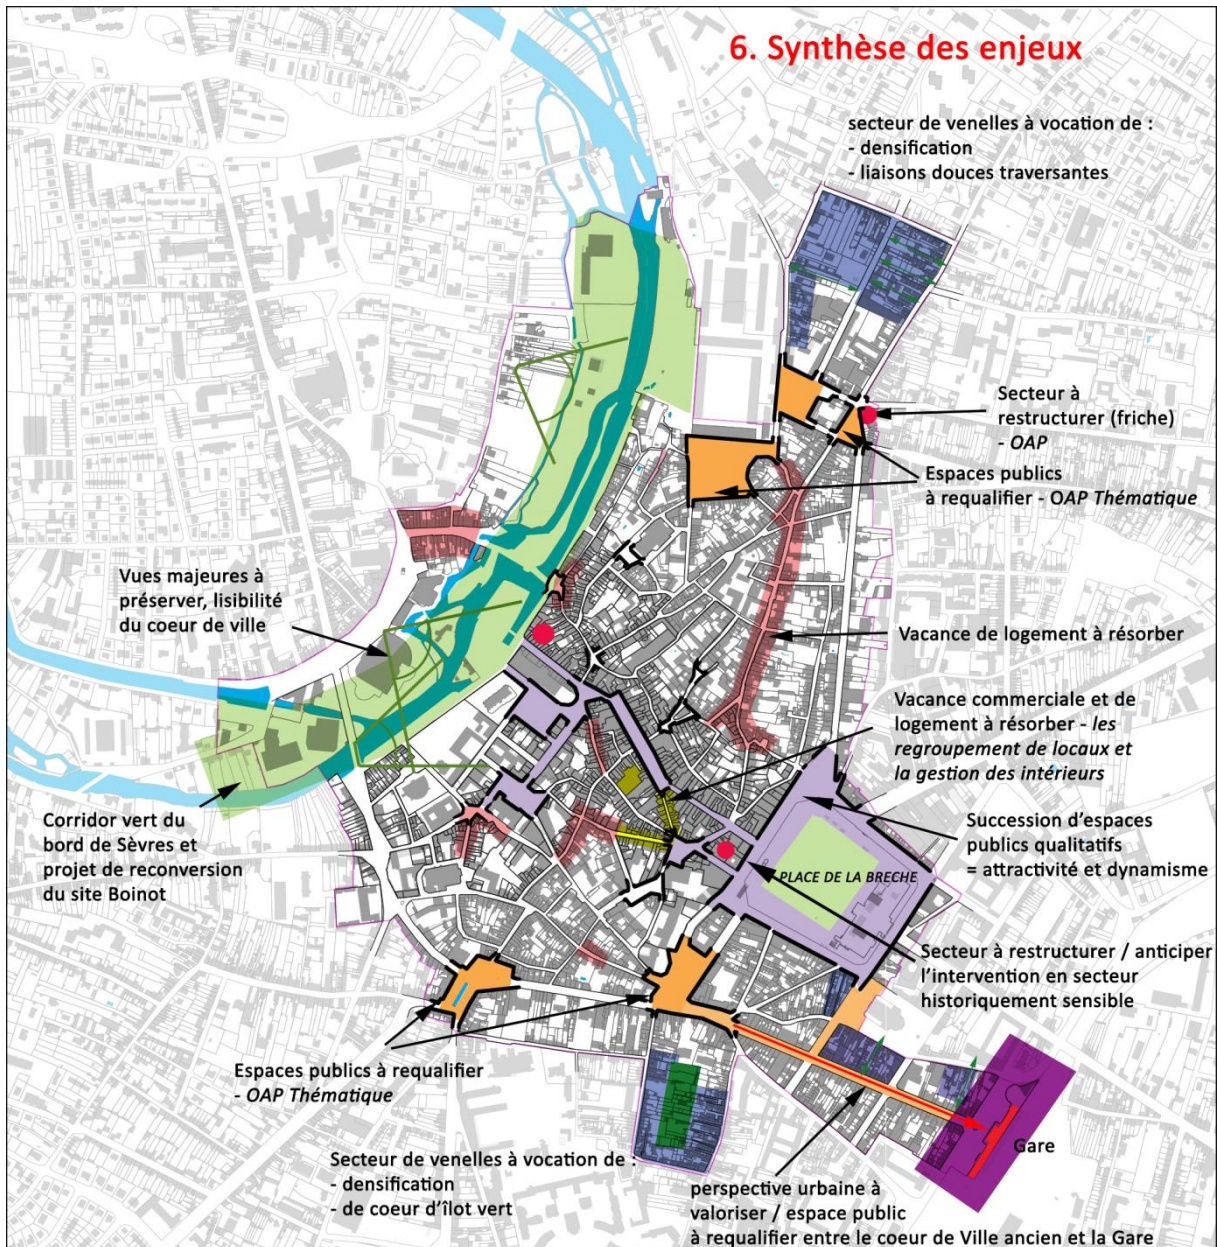 6. Synthèse des enjeux
secteur de venelles à vocation de :
- densification
- liaisons douces traversantes
Secteur à
restructurer (friche)
- OAP
Espaces publics
à requalifier - OAP Thématique
Vues majeures à
préserver, lisibilité
du coeur de ville
Vacance de logement à résorber
Vacance commerciale et de
logement à résorber - les
regroupement de locaux et
la gestion des intérieurs
Corridor vert du
bord de Sèvres et
projet de reconversion
du site Boinot
Succession d'espaces
publics qualitatifs
= attractivité et dynamisme
PLACE DE LA BRECHE
Secteur à restructurer / anticiper
l'intervention en secteur
historiquement sensible
Espaces publics à requalifier
- OAP Thématique
Gare
Secteur de venelles à vocation de :
- densification
- de coeur d'îlot vert
perspective urbaine à
valoriser / espace public
à requalifier entre le coeur de Ville ancien et la Gare